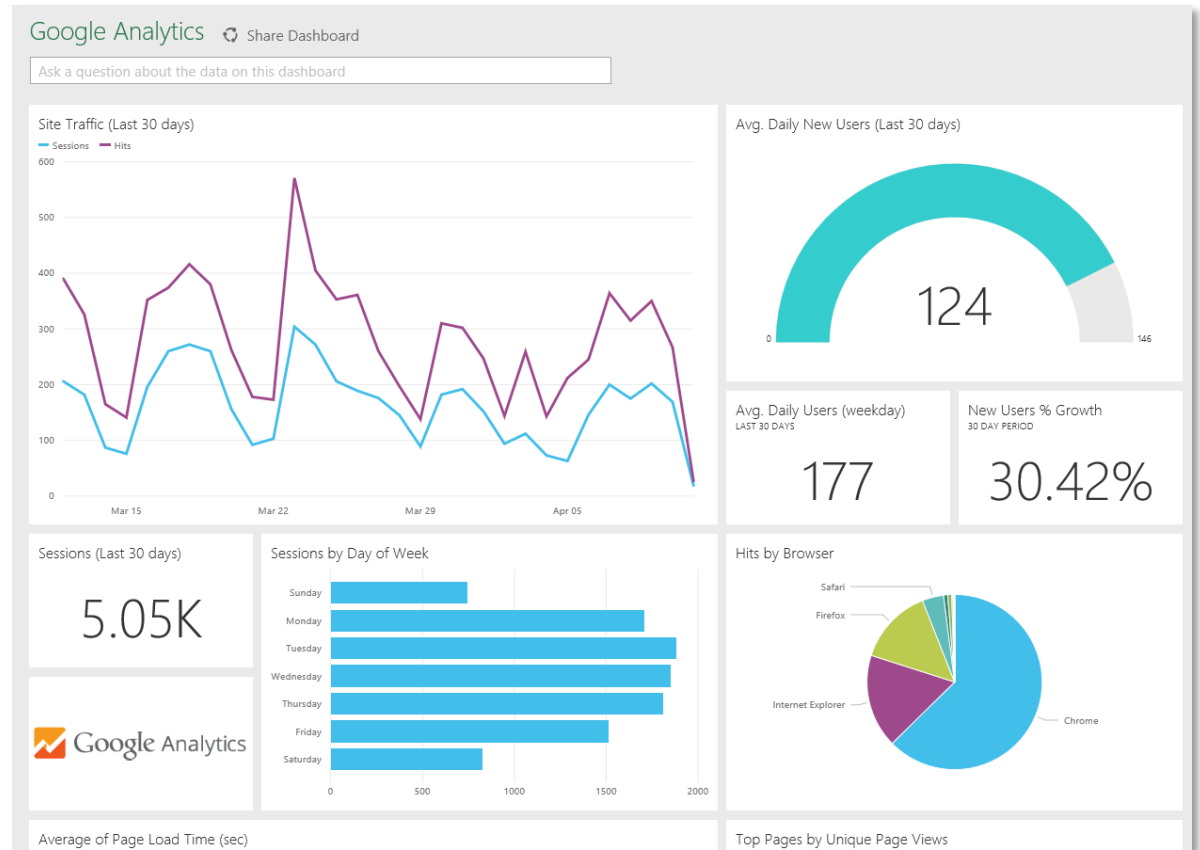 Google Analytics Share Dashboard
Ask a question about the data on this dashboard
Site Traffic (Last 30 days)
Sessions Hits
600
500
400
300
200
100
0
Mar 15 Mar 22 Mar 29 Apr 05
Avg. Daily New Users (Last 30 days)
124
0 146
Avg. Daily Users (weekday)
LAST 30 DAYS
177
New Users % Growth
30 DAY PERIOD
30.42%
Sessions (Last 30 days)
5.05K
Google Analytics
Sessions by Day of Week
Sunday
Monday
Tuesday
Wednesday
Thursday
Friday
Saturday
0 500 1000 1500 2000
Hits by Browser
Safari
Firefox
Internet Explorer
Chrome
Average of Page Load Time (sec)
Top Pages by Unique Page Views